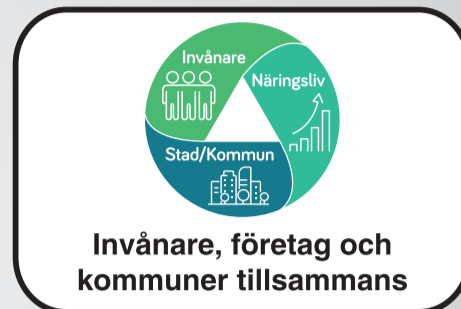 Invånare
Näringsliv
Stad/Kommun
Invånare, företag och
kommuner tillsammans